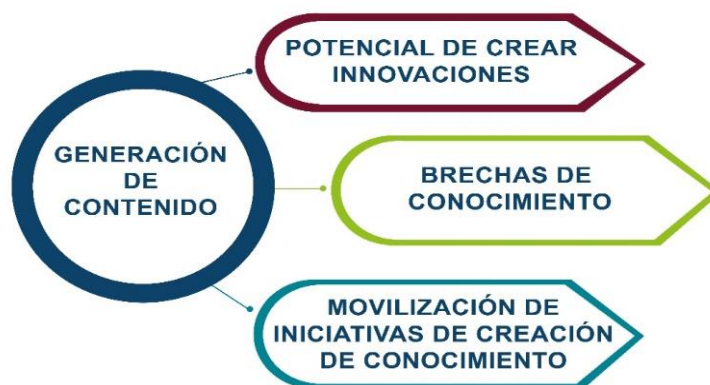 POTENCIAL DE CREAR
INNOVACIONES
GENERACIÓN
DE
CONTENIDO
BRECHAS DE
CONOCIMIENTO
MOVILIZACIÓN DE
INICIATIVAS DE CREACIÓN
DE CONOCIMIENTO